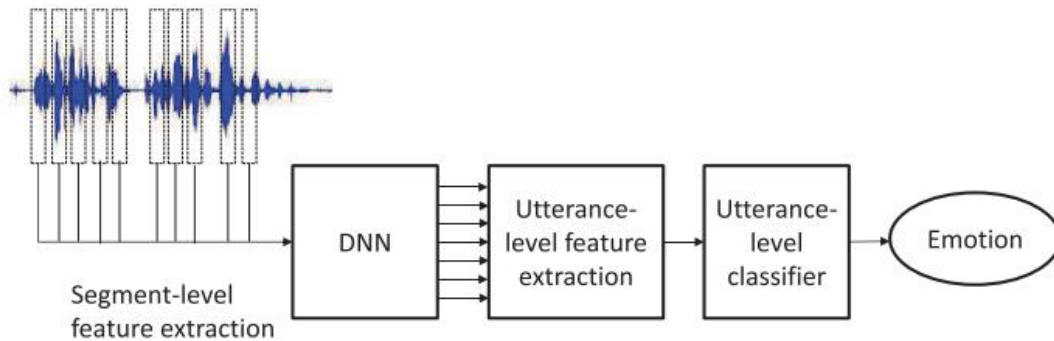 Segment-level
feature extraction
DNN
Utterance-
level feature
extraction
Utterance-
level
classifier
Emotion